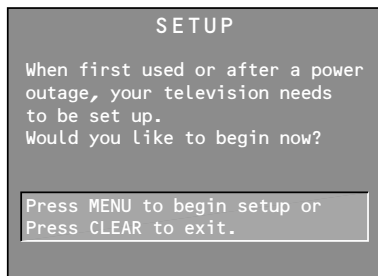 SETUP
When first used or after a power
outage, your television needs
to be set up.
Would you like to begin now?
Press MENU to begin setup or
Press CLEAR to exit.